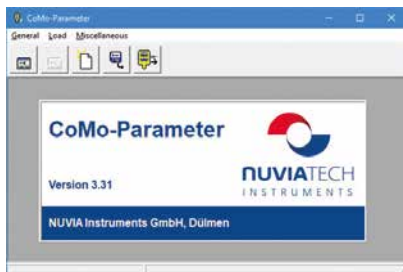 CoMo-Parameter
General Load Miscellaneous
CoMo-Parameter
NUVIATECH
INSTRUMENTS
Version 3.31
NUVIA Instruments GmbH, Dülmen